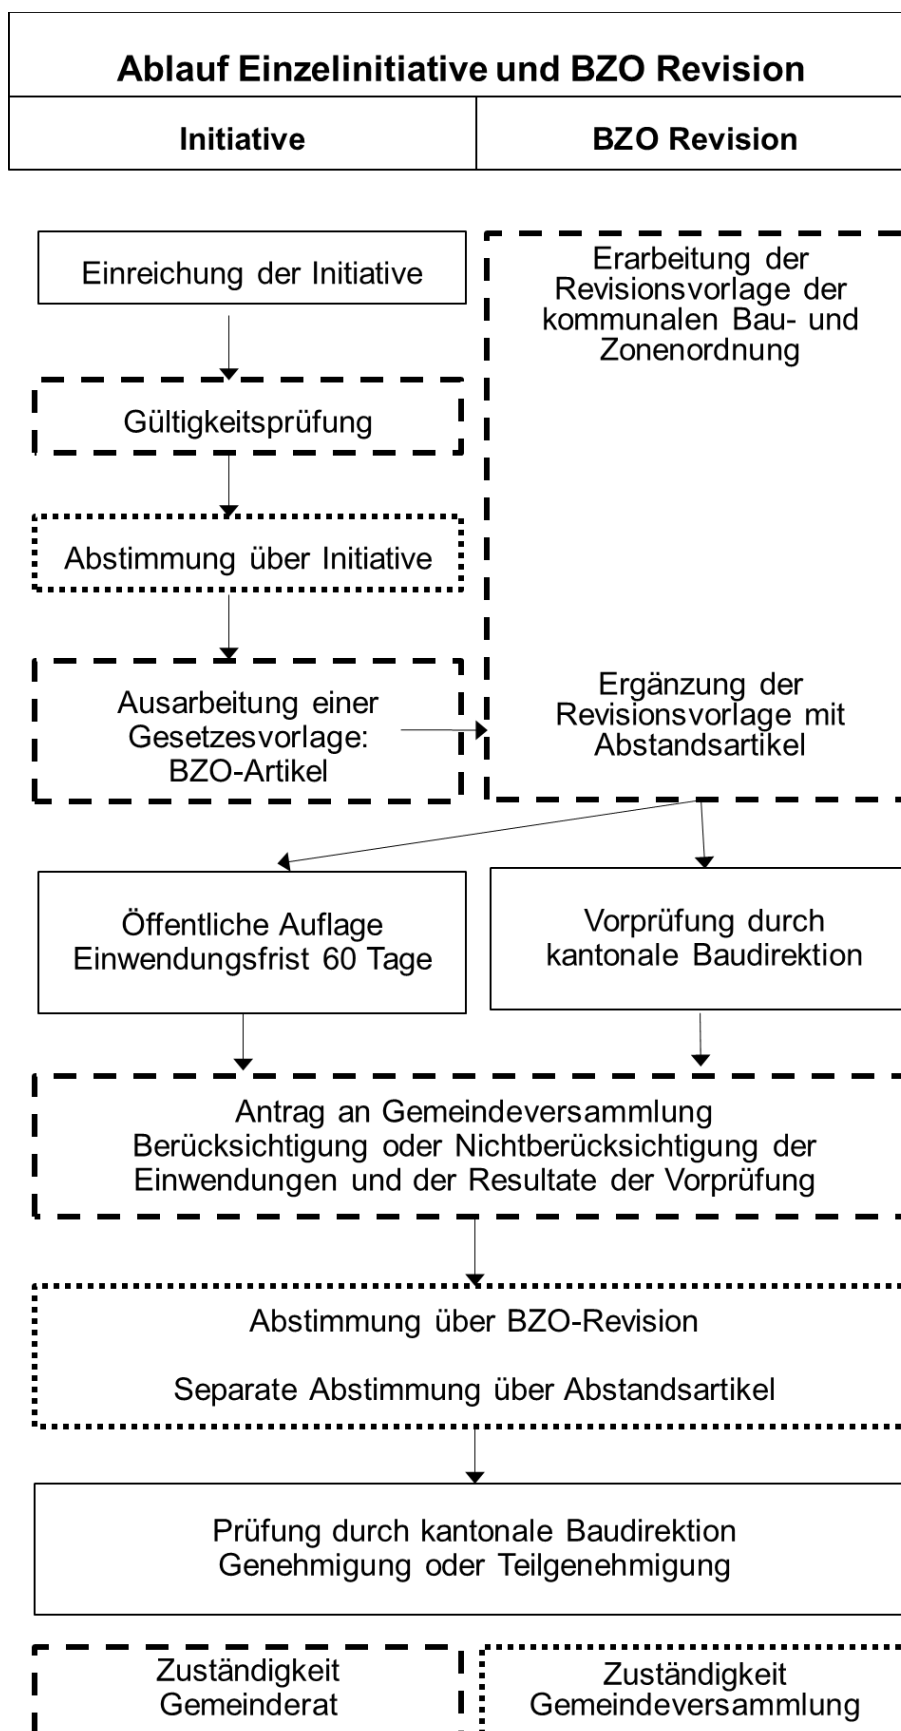 Ablauf Einzelinitiative und BZO Revision
Initiative
BZO Revision
Einreichung der Initiative
Erarbeitung der
Revisionsvorlage der
kommunalen Bau- und
Zonenordnung
Gültigkeitsprüfung
Abstimmung über Initiative
Ausarbeitung einer
Gesetzesvorlage:
BZO-Artikel
Ergänzung der
Revisionsvorlage mit
Abstandsartikel
Öffentliche Auflage
Einwendungsfrist 60 Tage
Vorprüfung durch
kantonale Baudirektion
Antrag an Gemeindeversammlung
Berücksichtigung oder Nichtberücksichtigung der
Einwendungen und der Resultate der Vorprüfung
Abstimmung über BZO-Revision
Separate Abstimmung über Abstandsartikel
Prüfung durch kantonale Baudirektion
Genehmigung oder Teilgenehmigung
Zuständigkeit
Gemeinderat
Zuständigkeit
Gemeindeversammlung